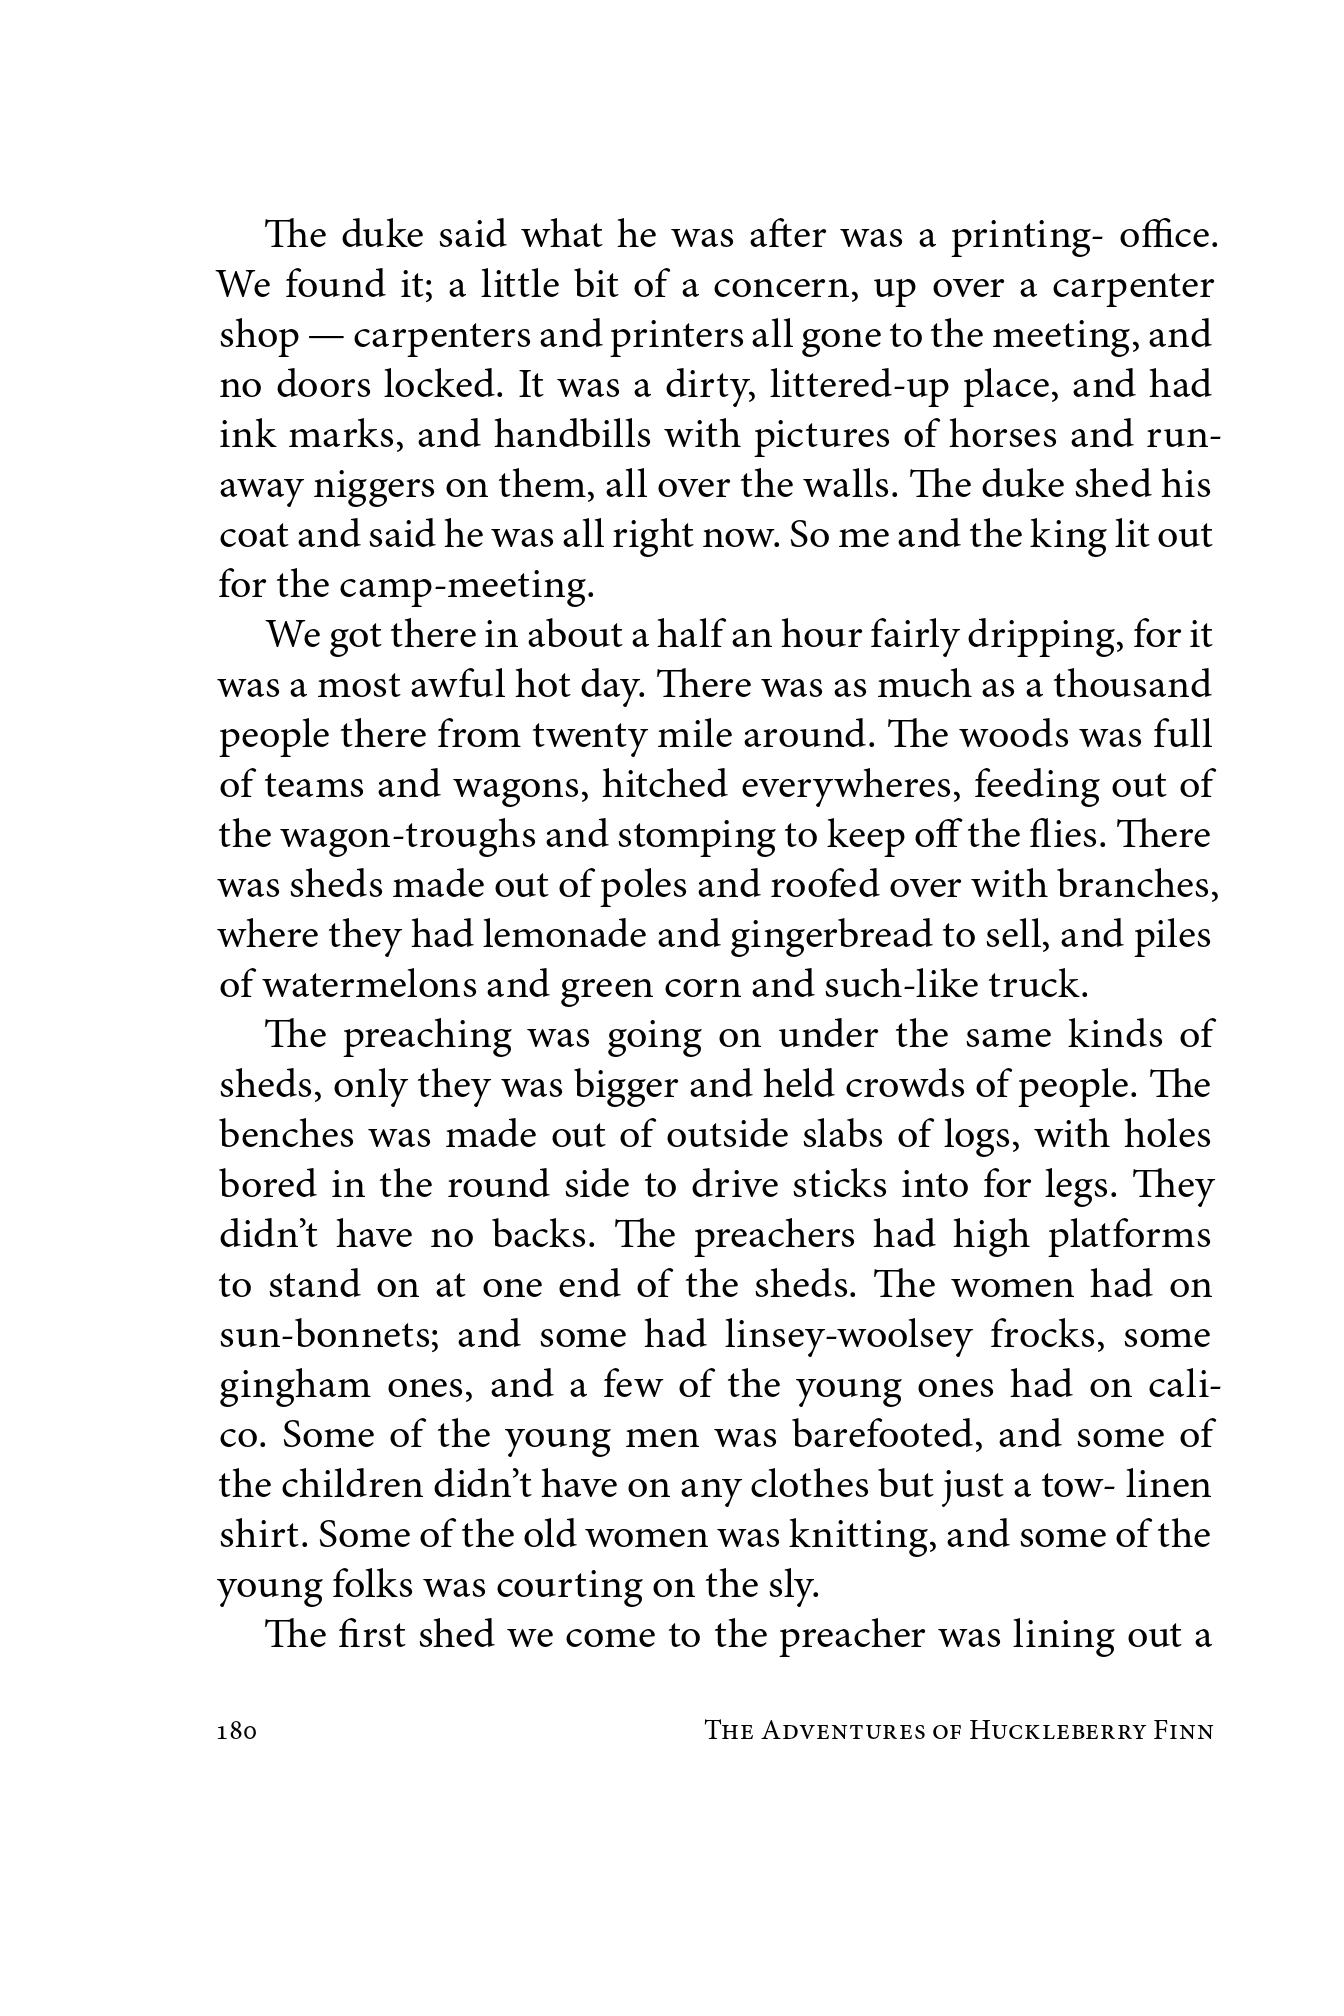 The duke said what he was after was a printing- office.
We found it; a little bit of a concern, up over a carpenter
shop — carpenters and printers all gone to the meeting, and
no doors locked. It was a dirty, littered-up place, and had
ink marks, and handbills with pictures of horses and run-
away niggers on them, all over the walls. The duke shed his
coat and said he was all right now. So me and the king lit out
for the camp-meeting.
We got there in about a half an hour fairly dripping, for it
was a most awful hot day. There was as much as a thousand
people there from twenty mile around. The woods was full
of teams and wagons, hitched everywheres, feeding out of
the wagon-troughs and stomping to keep off the flies. There
was sheds made out of poles and roofed over with branches,
where they had lemonade and gingerbread to sell, and piles
of watermelons and green corn and such-like truck.
The preaching was going on under the same kinds of
sheds, only they was bigger and held crowds of people. The
benches was made out of outside slabs of logs, with holes
bored in the round side to drive sticks into for legs. They
didn’t have no backs. The preachers had high platforms
to stand on at one end of the sheds. The women had on
sun-bonnets; and some had linsey-woolsey frocks, some
gingham ones, and a few of the young ones had on cali-
co. Some of the young men was barefooted, and some of
the children didn’t have on any clothes but just a tow- linen
shirt. Some of the old women was knitting, and some of the
young folks was courting on the sly.
The first shed we come to the preacher was lining out a
180 The Adventures of Huckleberry Finn